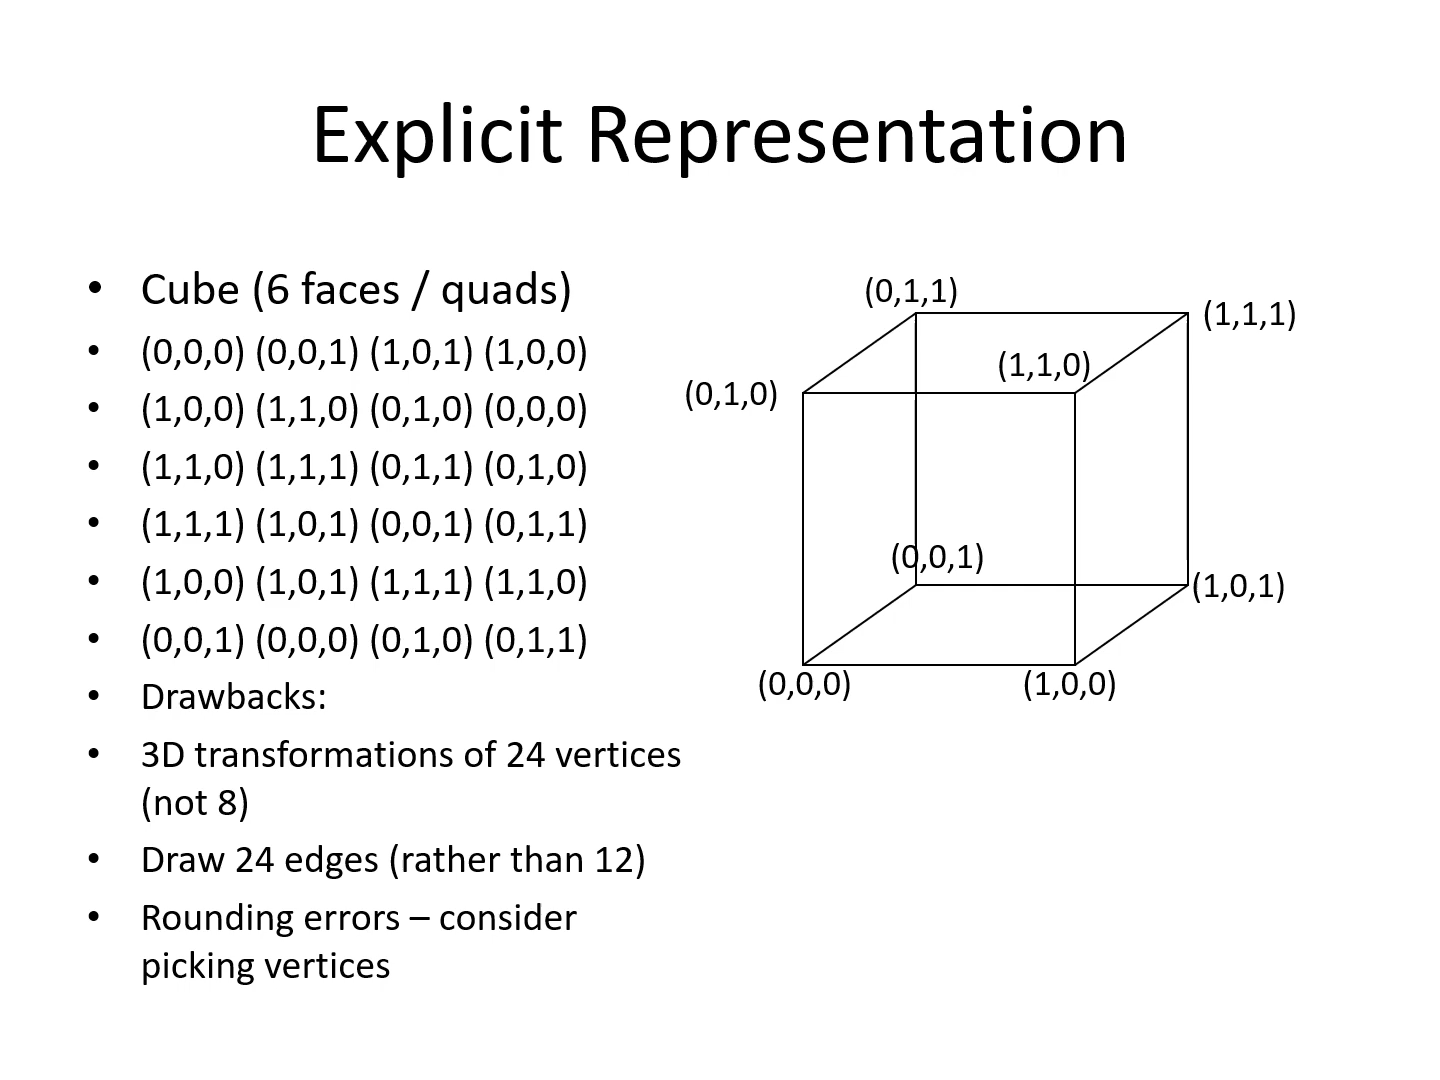 Explicit Representation
• Cube (6 faces / quads)
• (0,0,0) (0,0,1) (1,0,1) (1,0,0)
• (1,0,0) (1,1,0) (0,1,0) (0,0,0)
• (1,1,0) (1,1,1) (0,1,1) (0,1,0)
• (1,1,1) (1,0,1) (0,0,1) (0,1,1)
• (1,0,0) (1,0,1) (1,1,1) (1,1,0)
• (0,0,1) (0,0,0) (0,1,0) (0,1,1)
• Drawbacks:
• 3D transformations of 24 vertices
(not 8)
• Draw 24 edges (rather than 12)
• Rounding errors – consider
picking vertices
(0,1,1)
(1,1,1)
(1,1,0)
(0,1,0)
(0,0,1)
(1,0,1)
(0,0,0)
(1,0,0)